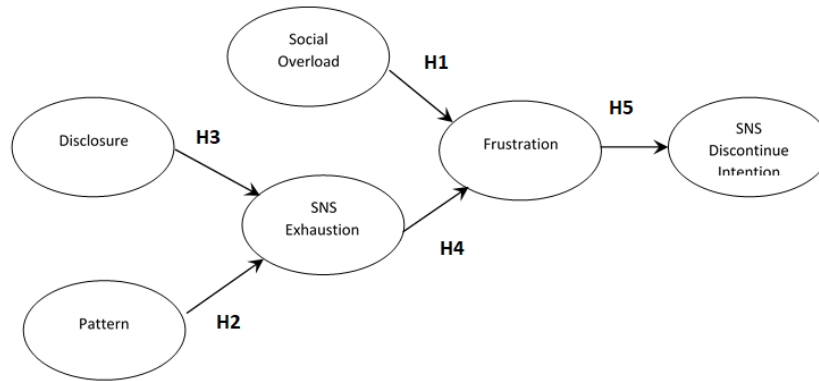 Social
Overload
H1
H5
Disclosure
H3
Frustration
SNS
Discontinue
Intention
SNS
Exhaustion
H4
Pattern
H2